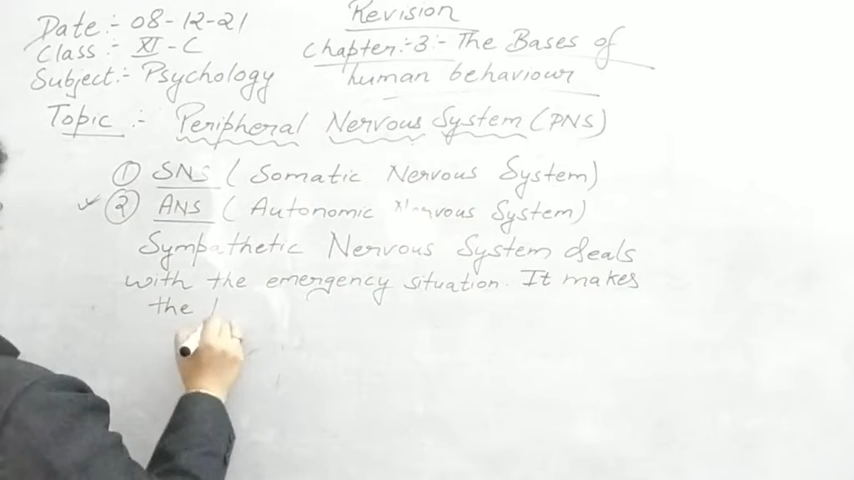 Date:- 08-12-21
Revision
Class:- XI-C
Chapter:-3:- The Bases of
Subject:- Psychology
human behaviour
Topic:- Peripheral Nervous System (PNS)
① SNS (Somatic Nervous System)
✓ ② ANS (Autonomic Nervous System)
Sympathetic Nervous System deals
with the emergency situation. It makes
the